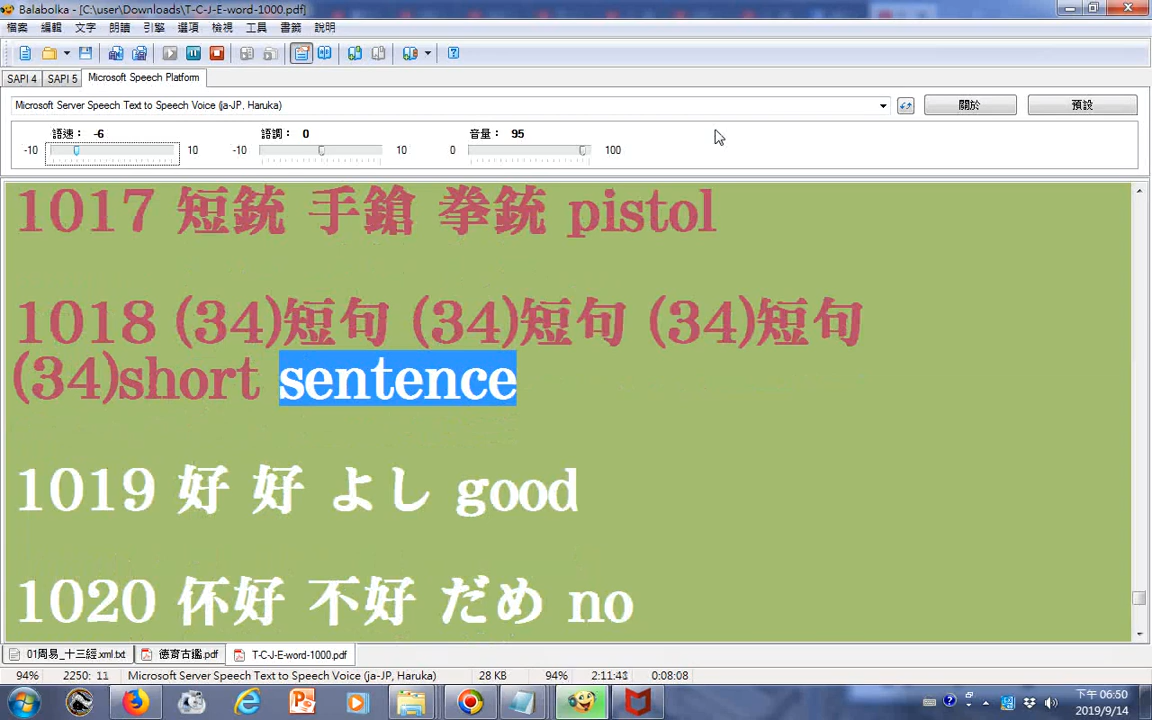 Balabolka - [C:\user\Downloads\T-C-J-E-word-1000.pdf]
檔案 編輯 文字 朗讀 引擎 選項 檢視 工具 書籤 說明
SAPI 4 SAPI 5 Microsoft Speech Platform
Microsoft Server Speech Text to Speech Voice (ja-JP, Haruka) 關於 預設
語速： -6 語調： 0 音量： 95
-10 10 -10 10 0 100
1017 短銃 手鎗 拳銃 pistol
1018 (34)短句 (34)短句 (34)短句
(34)short sentence
1019 好 好 よし good
1020 伓好 不好 だめ no
01周易_十三經.xml.txt 德育古鑑.pdf T-C-J-E-word-1000.pdf
94% 2250: 11 Microsoft Server Speech Text to Speech Voice (ja-JP, Haruka) 28 KB 94% 2:11:41 0:08:08
下午 06:50
2019/9/14